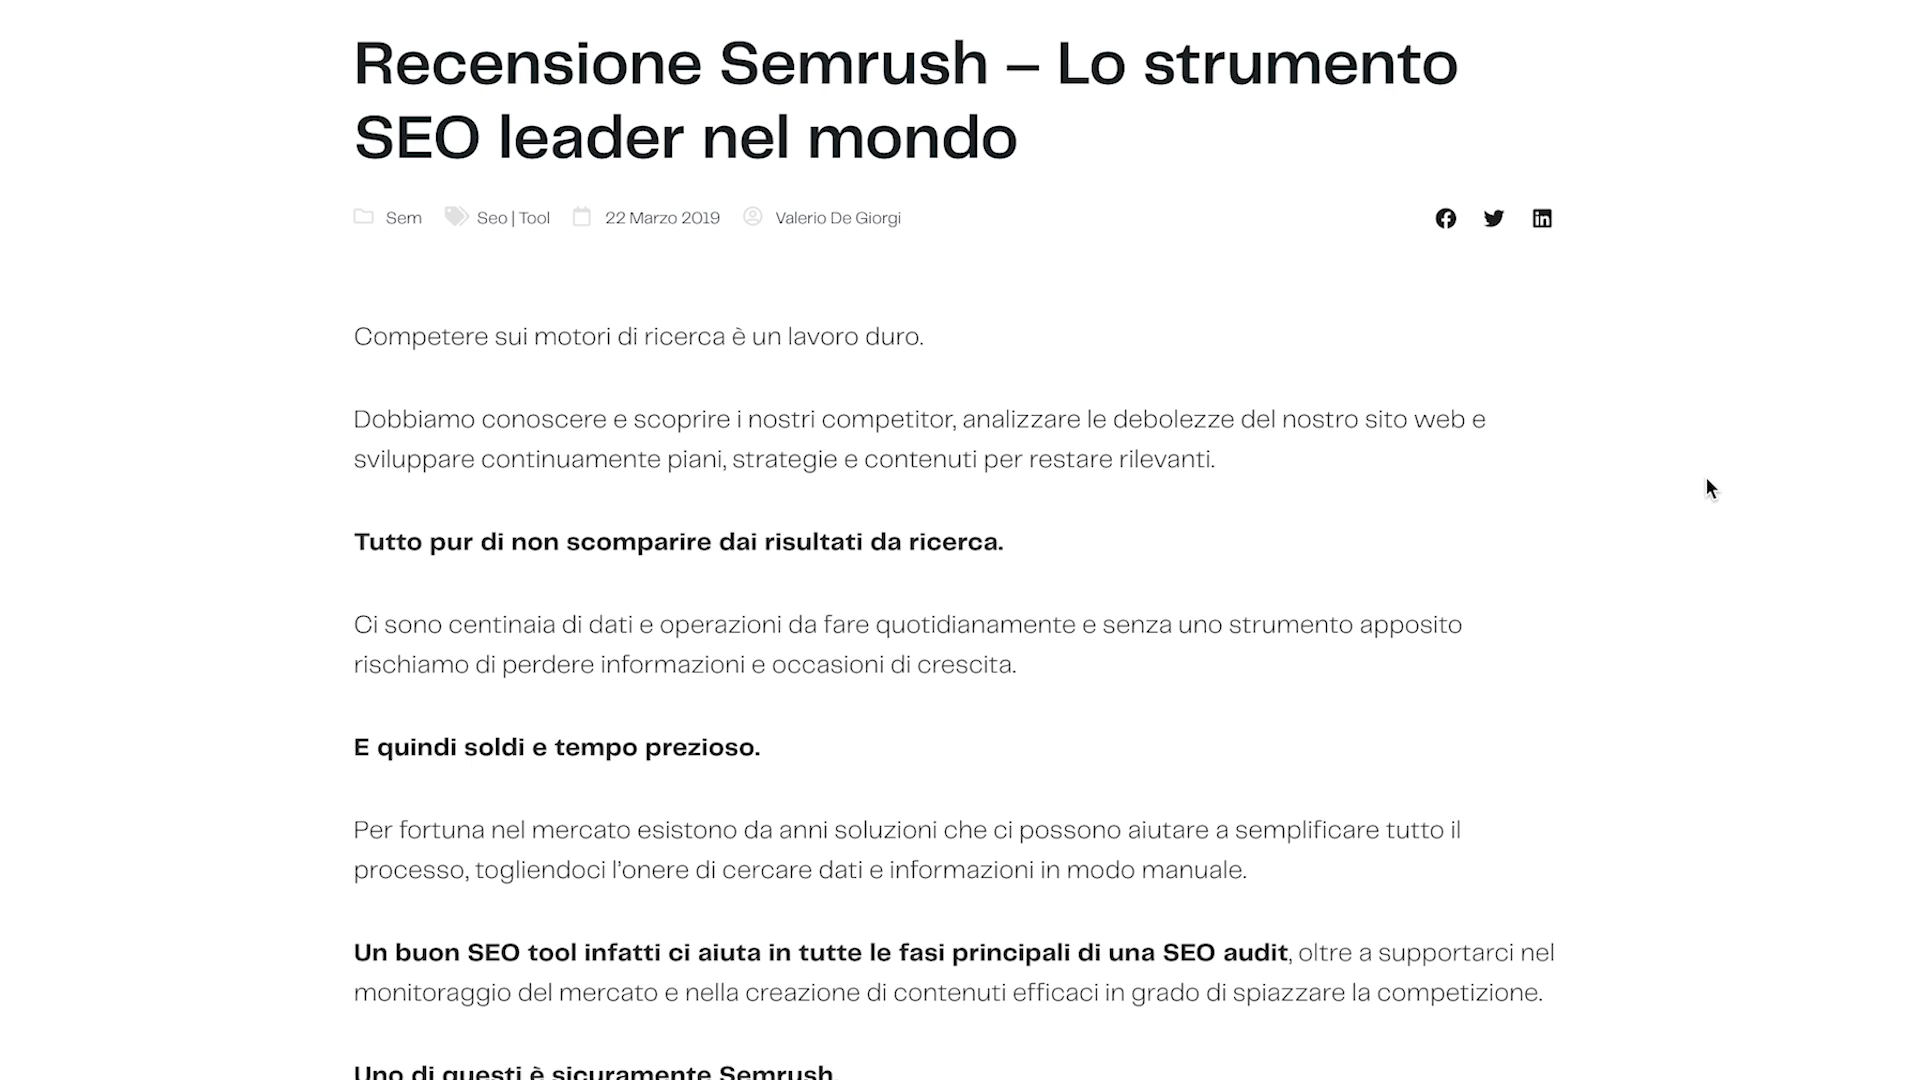 Recensione Semrush – Lo strumento
SEO leader nel mondo
Sem Seo | Tool 22 Marzo 2019 Valerio De Giorgi
Competere sui motori di ricerca è un lavoro duro.
Dobbiamo conoscere e scoprire i nostri competitor, analizzare le debolezze del nostro sito web e
sviluppare continuamente piani, strategie e contenuti per restare rilevanti.
Tutto pur di non scomparire dai risultati da ricerca.
Ci sono centinaia di dati e operazioni da fare quotidianamente e senza uno strumento apposito
rischiamo di perdere informazioni e occasioni di crescita.
E quindi soldi e tempo prezioso.
Per fortuna nel mercato esistono da anni soluzioni che ci possono aiutare a semplificare tutto il
processo, togliendoci l’onere di cercare dati e informazioni in modo manuale.
Un buon SEO tool infatti ci aiuta in tutte le fasi principali di una SEO audit, oltre a supportarci nel
monitoraggio del mercato e nella creazione di contenuti efficaci in grado di spiazzare la competizione.
Uno di questi è sicuramente Semrush.